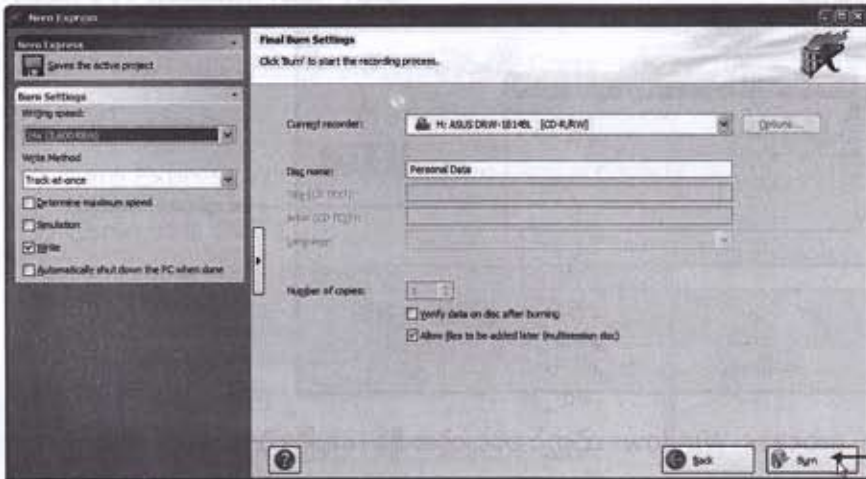 Nero Express
Nero Express
Saves the active project
Burn Settings
Writing speed:
Write Method
Track-at-once
Determine maximum speed
Simulation
Write
Automatically shut down the PC when done
Final Burn Settings
Click 'Burn' to start the recording process.
Current recorder:
H: ASUS DRW-1814BL [CD-R/RW]
Options...
Disc name:
Personal Data
Language:
Number of copies:
1
Verify data on disc after burning
Allow files to be added later (multisession disc)
Back
Burn